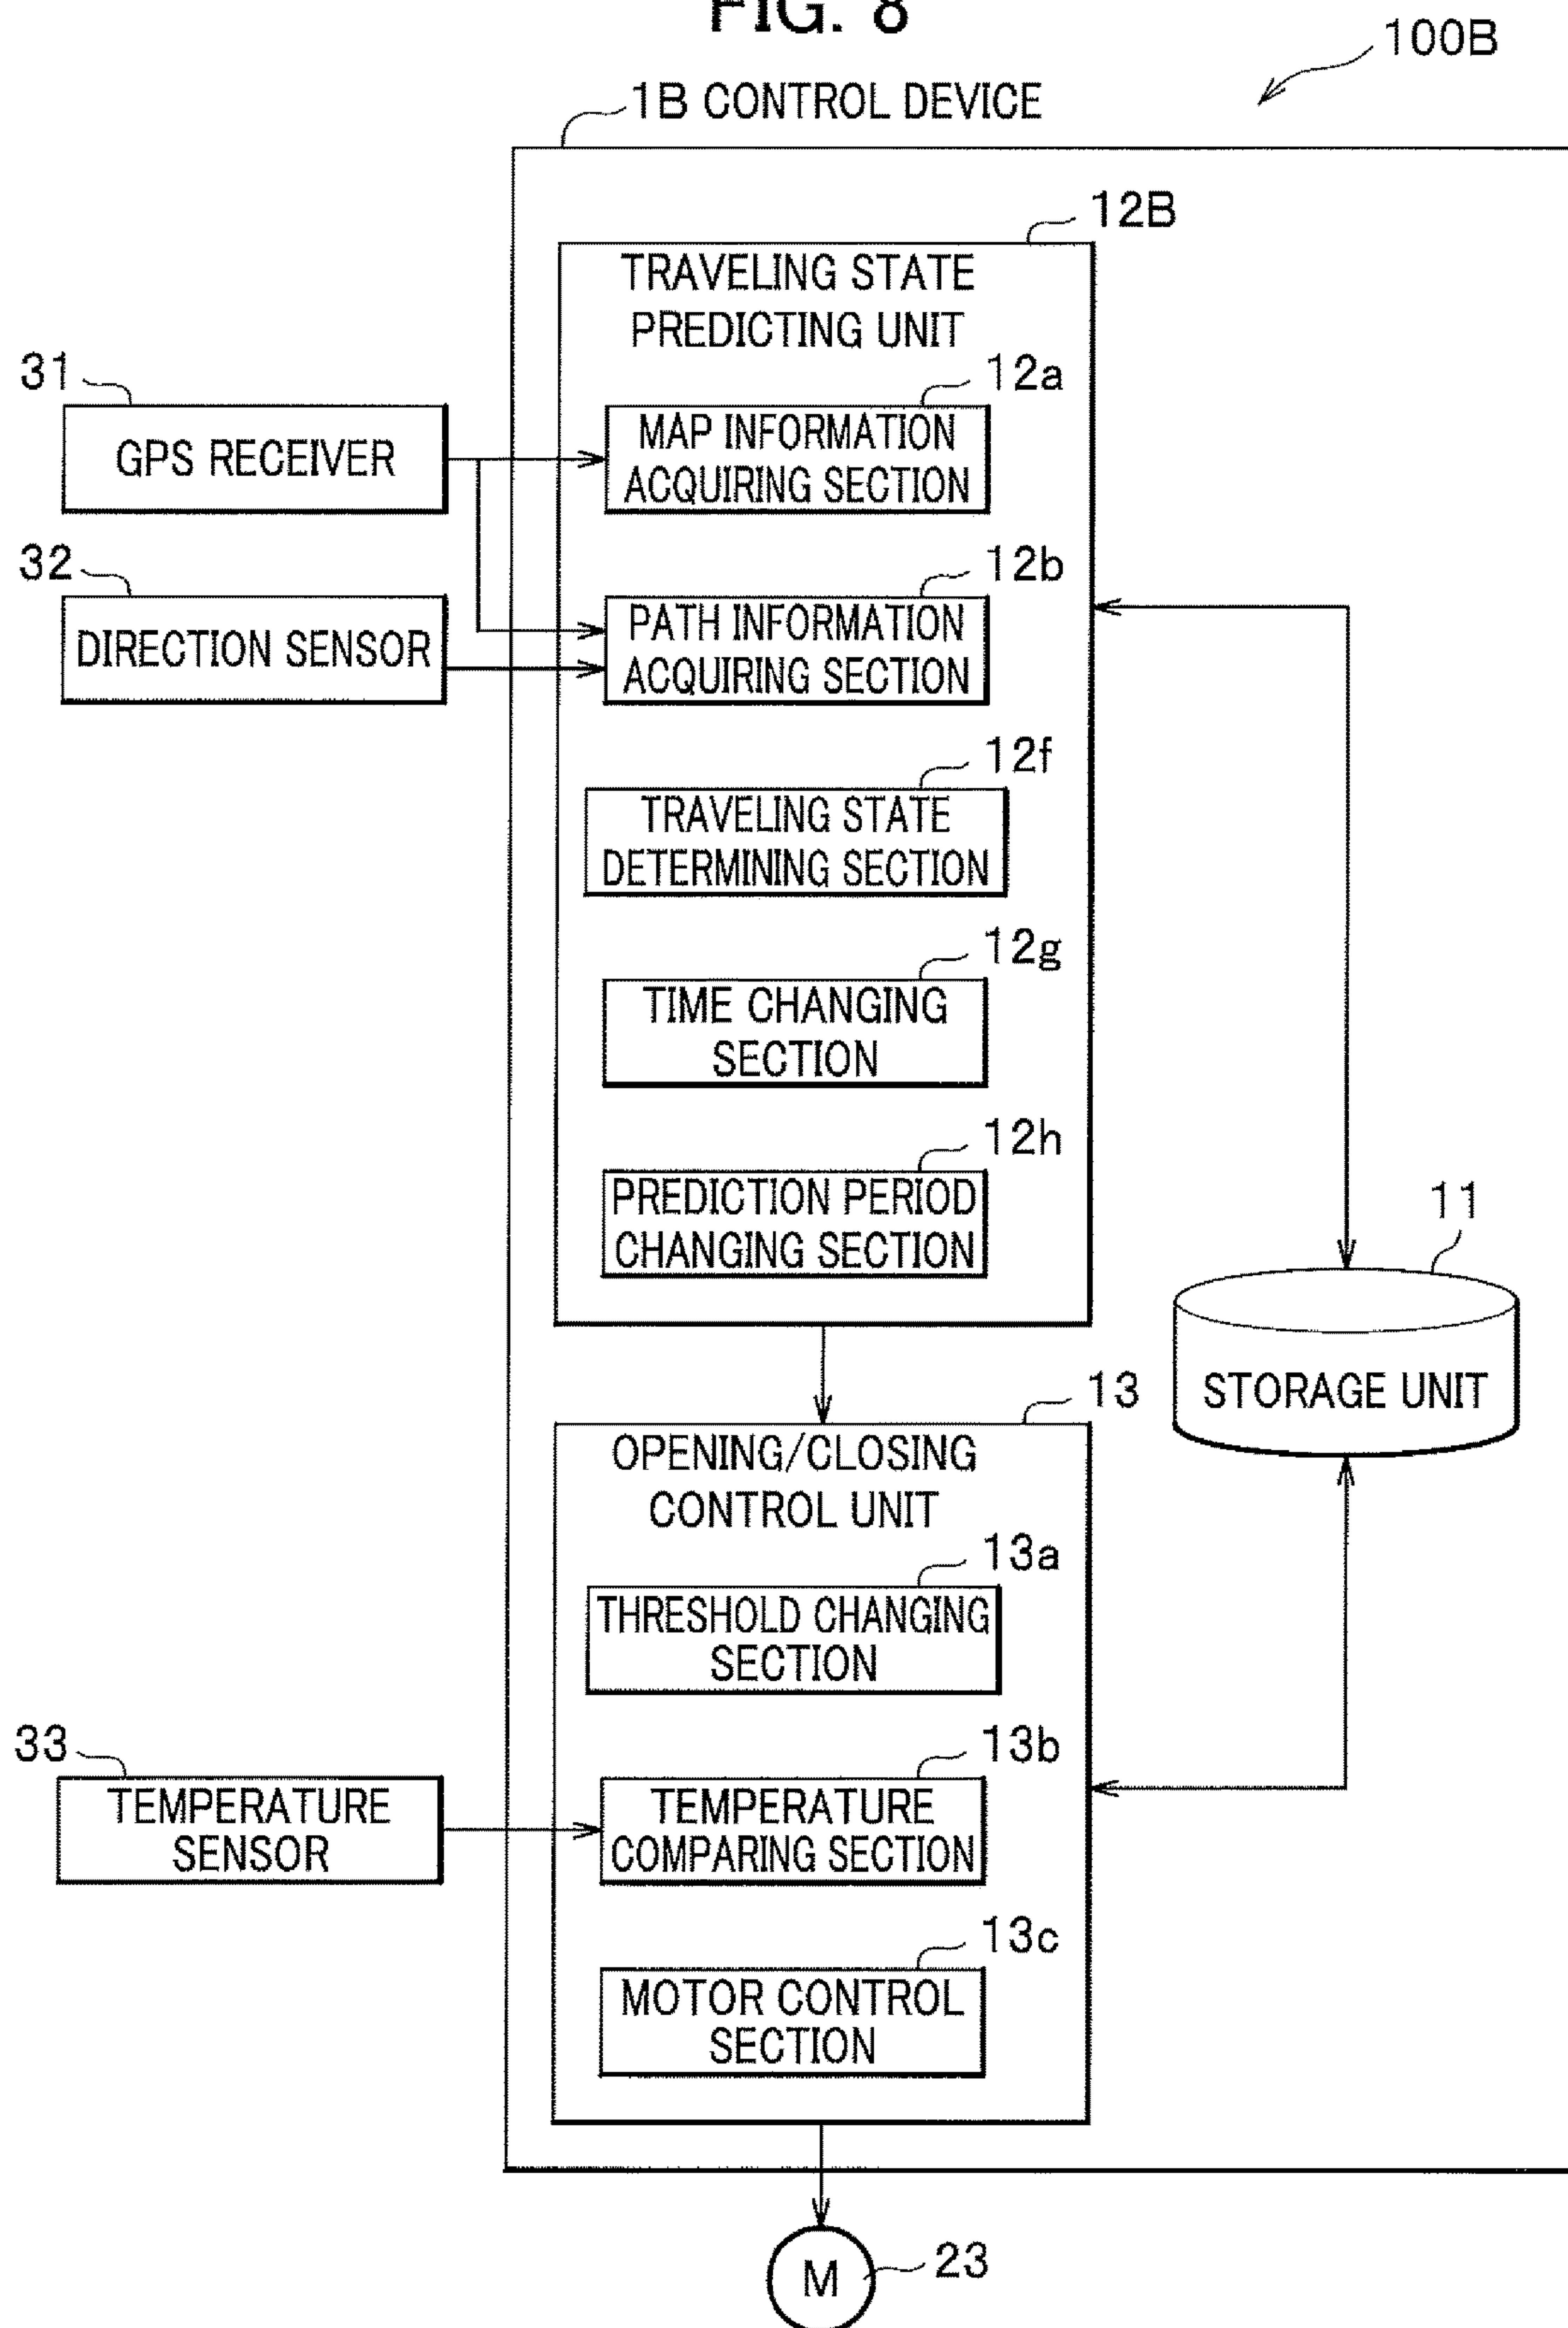 FIG. 8
100B
1B CONTROL DEVICE
12B
TRAVELING STATE
PREDICTING UNIT
31
GPS RECEIVER
12a
MAP INFORMATION
ACQUIRING SECTION
32
DIRECTION SENSOR
12b
PATH INFORMATION
ACQUIRING SECTION
12f
TRAVELING STATE
DETERMINING SECTION
12g
TIME CHANGING
SECTION
12h
PREDICTION PERIOD
CHANGING SECTION
11
STORAGE UNIT
13
OPENING/CLOSING
CONTROL UNIT
13a
THRESHOLD CHANGING
SECTION
33
TEMPERATURE
SENSOR
13b
TEMPERATURE
COMPARING SECTION
13c
MOTOR CONTROL
SECTION
M
23